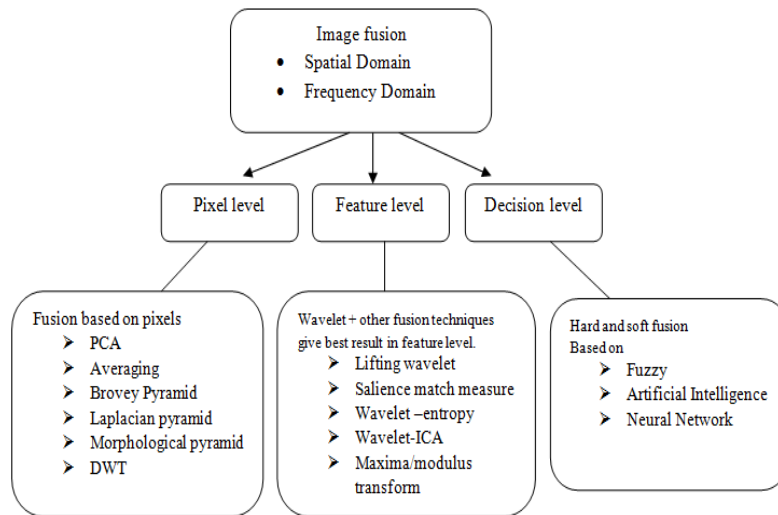 Image fusion
• Spatial Domain
• Frequency Domain
Pixel level
Feature level
Decision level
Fusion based on pixels
➤ PCA
➤ Averaging
➤ Brovey Pyramid
➤ Laplacian pyramid
➤ Morphological pyramid
➤ DWT
Wavelet + other fusion techniques
give best result in feature level.
➤ Lifting wavelet
➤ Salience match measure
➤ Wavelet –entropy
➤ Wavelet-ICA
➤ Maxima/modulus
transform
Hard and soft fusion
Based on
➤ Fuzzy
➤ Artificial Intelligence
➤ Neural Network